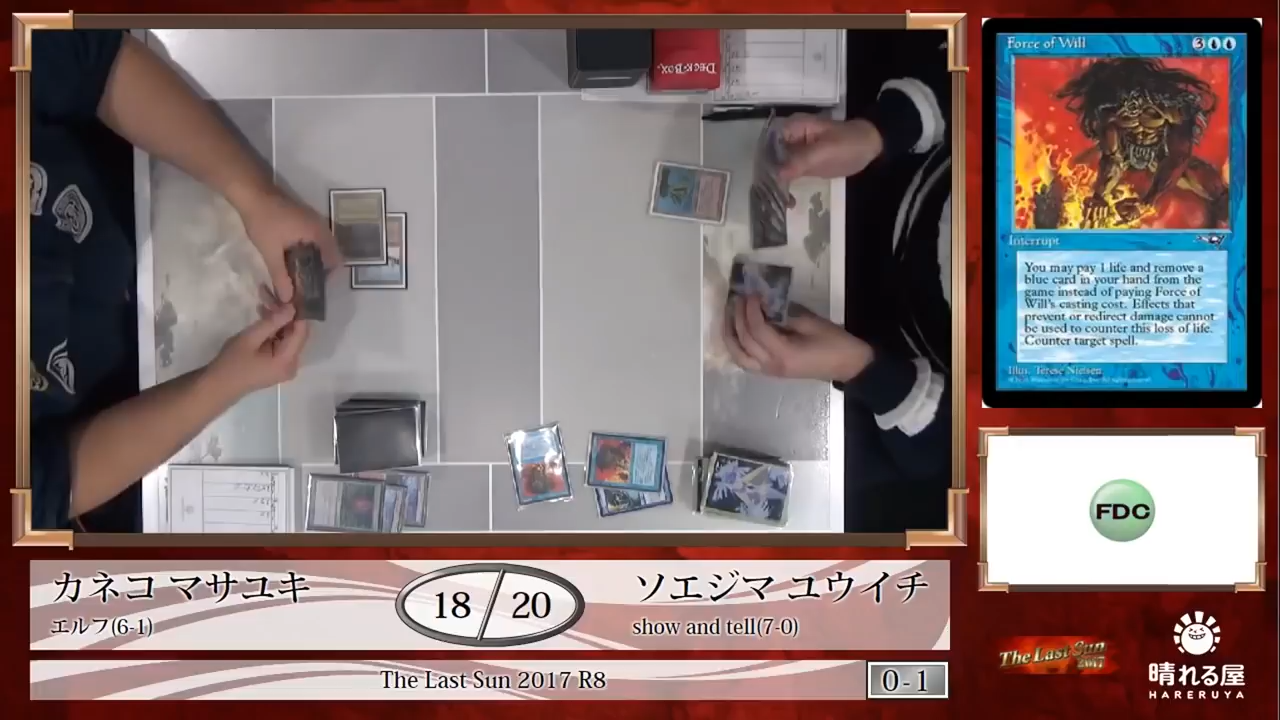 DECK-BOX.
Force of Will
3
Interrupt
You may pay 1 life and remove a
blue card in your hand from the
game instead of paying Force of
Will's casting cost. Effects that
prevent or redirect damage cannot
be used to counter this loss of life.
Counter target spell.
Illus. Terese Nielsen
FDC
カネコ マサユキ
エルフ(6-1)
18/20
ソエジマ ユウイチ
show and tell(7-0)
The Last Sun 2017 R8
0-1
The Last Sun
2017
晴れる屋
HARERUYA